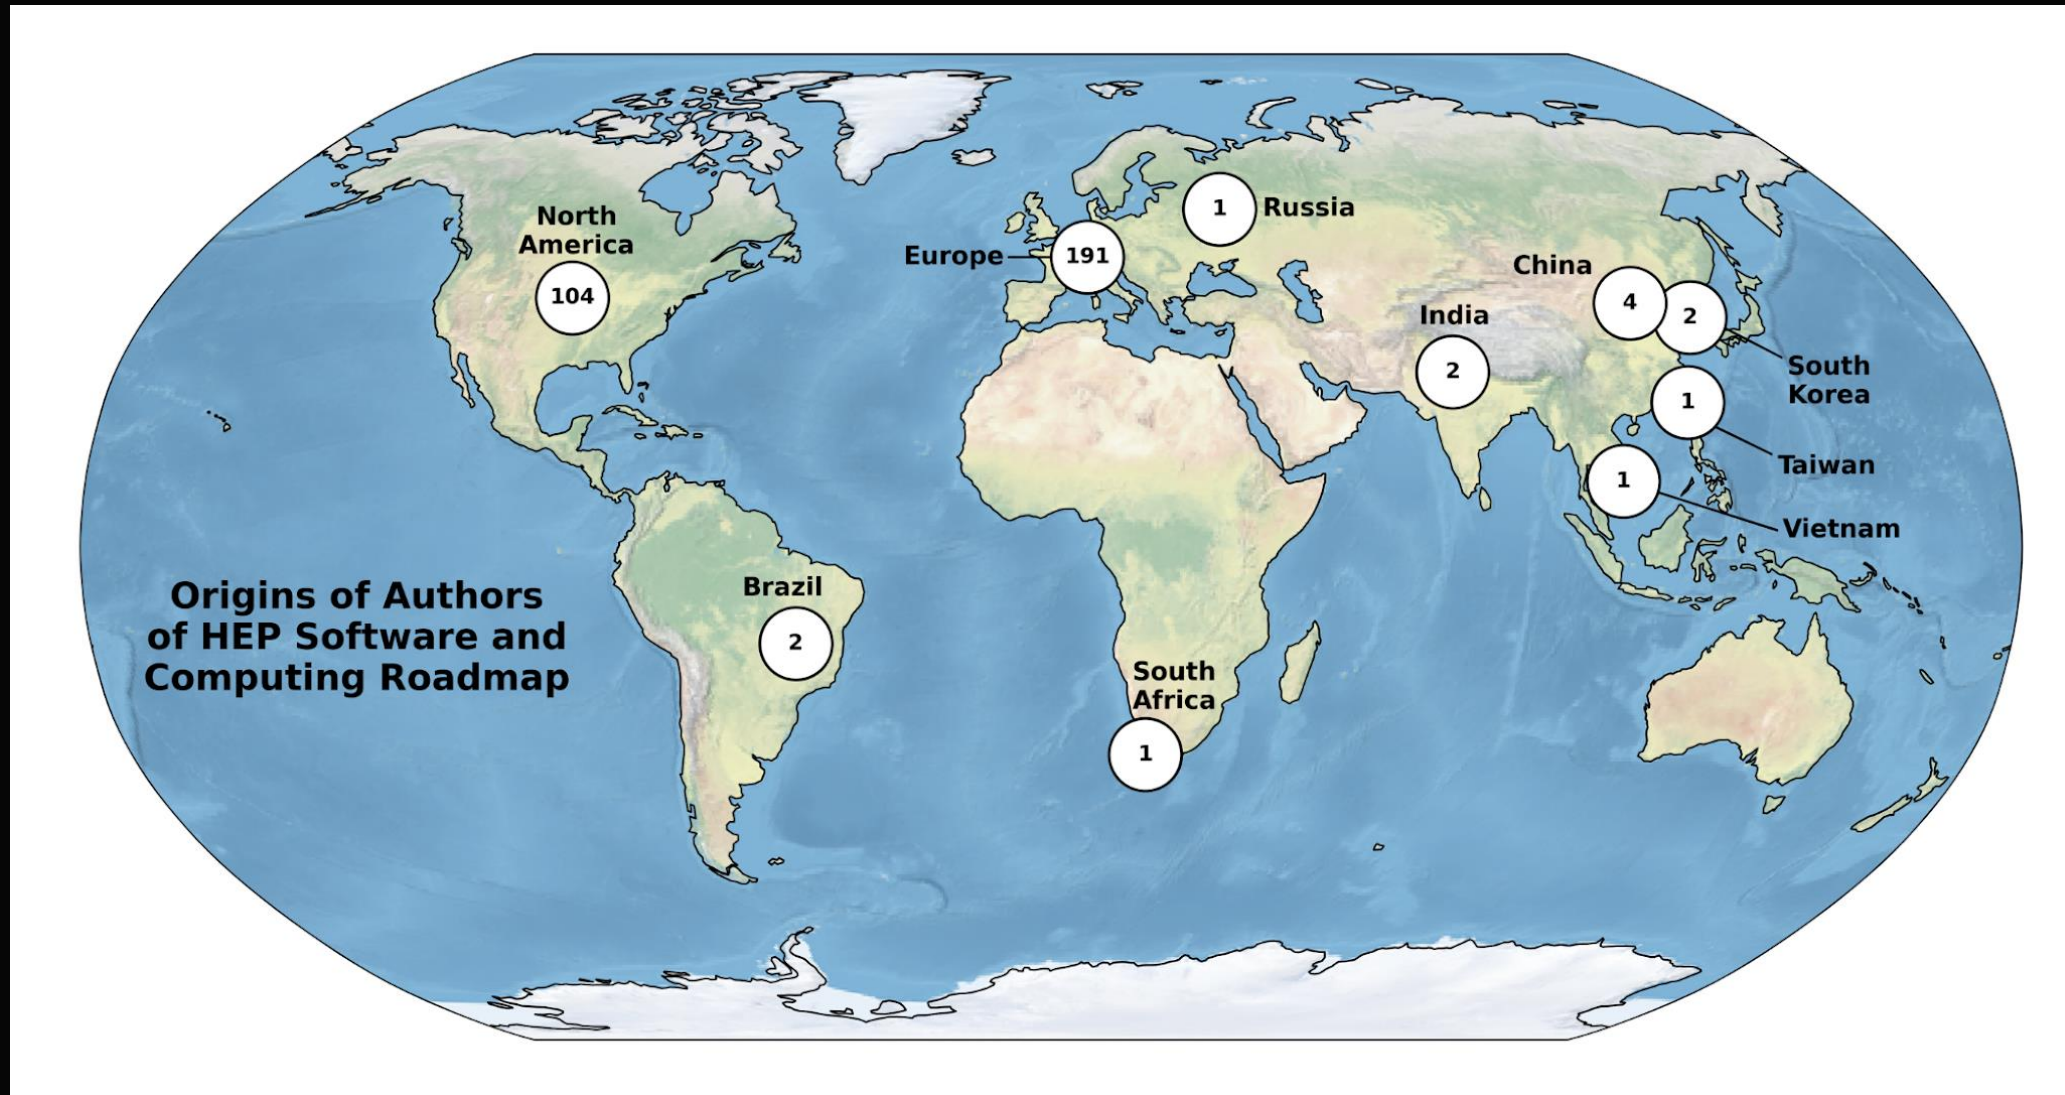 North
America
104
Europe
191
1
Russia
China
4
2
South
Korea
India
2
1
Taiwan
1
Vietnam
Brazil
2
Origins of Authors
of HEP Software and
Computing Roadmap
South
Africa
1